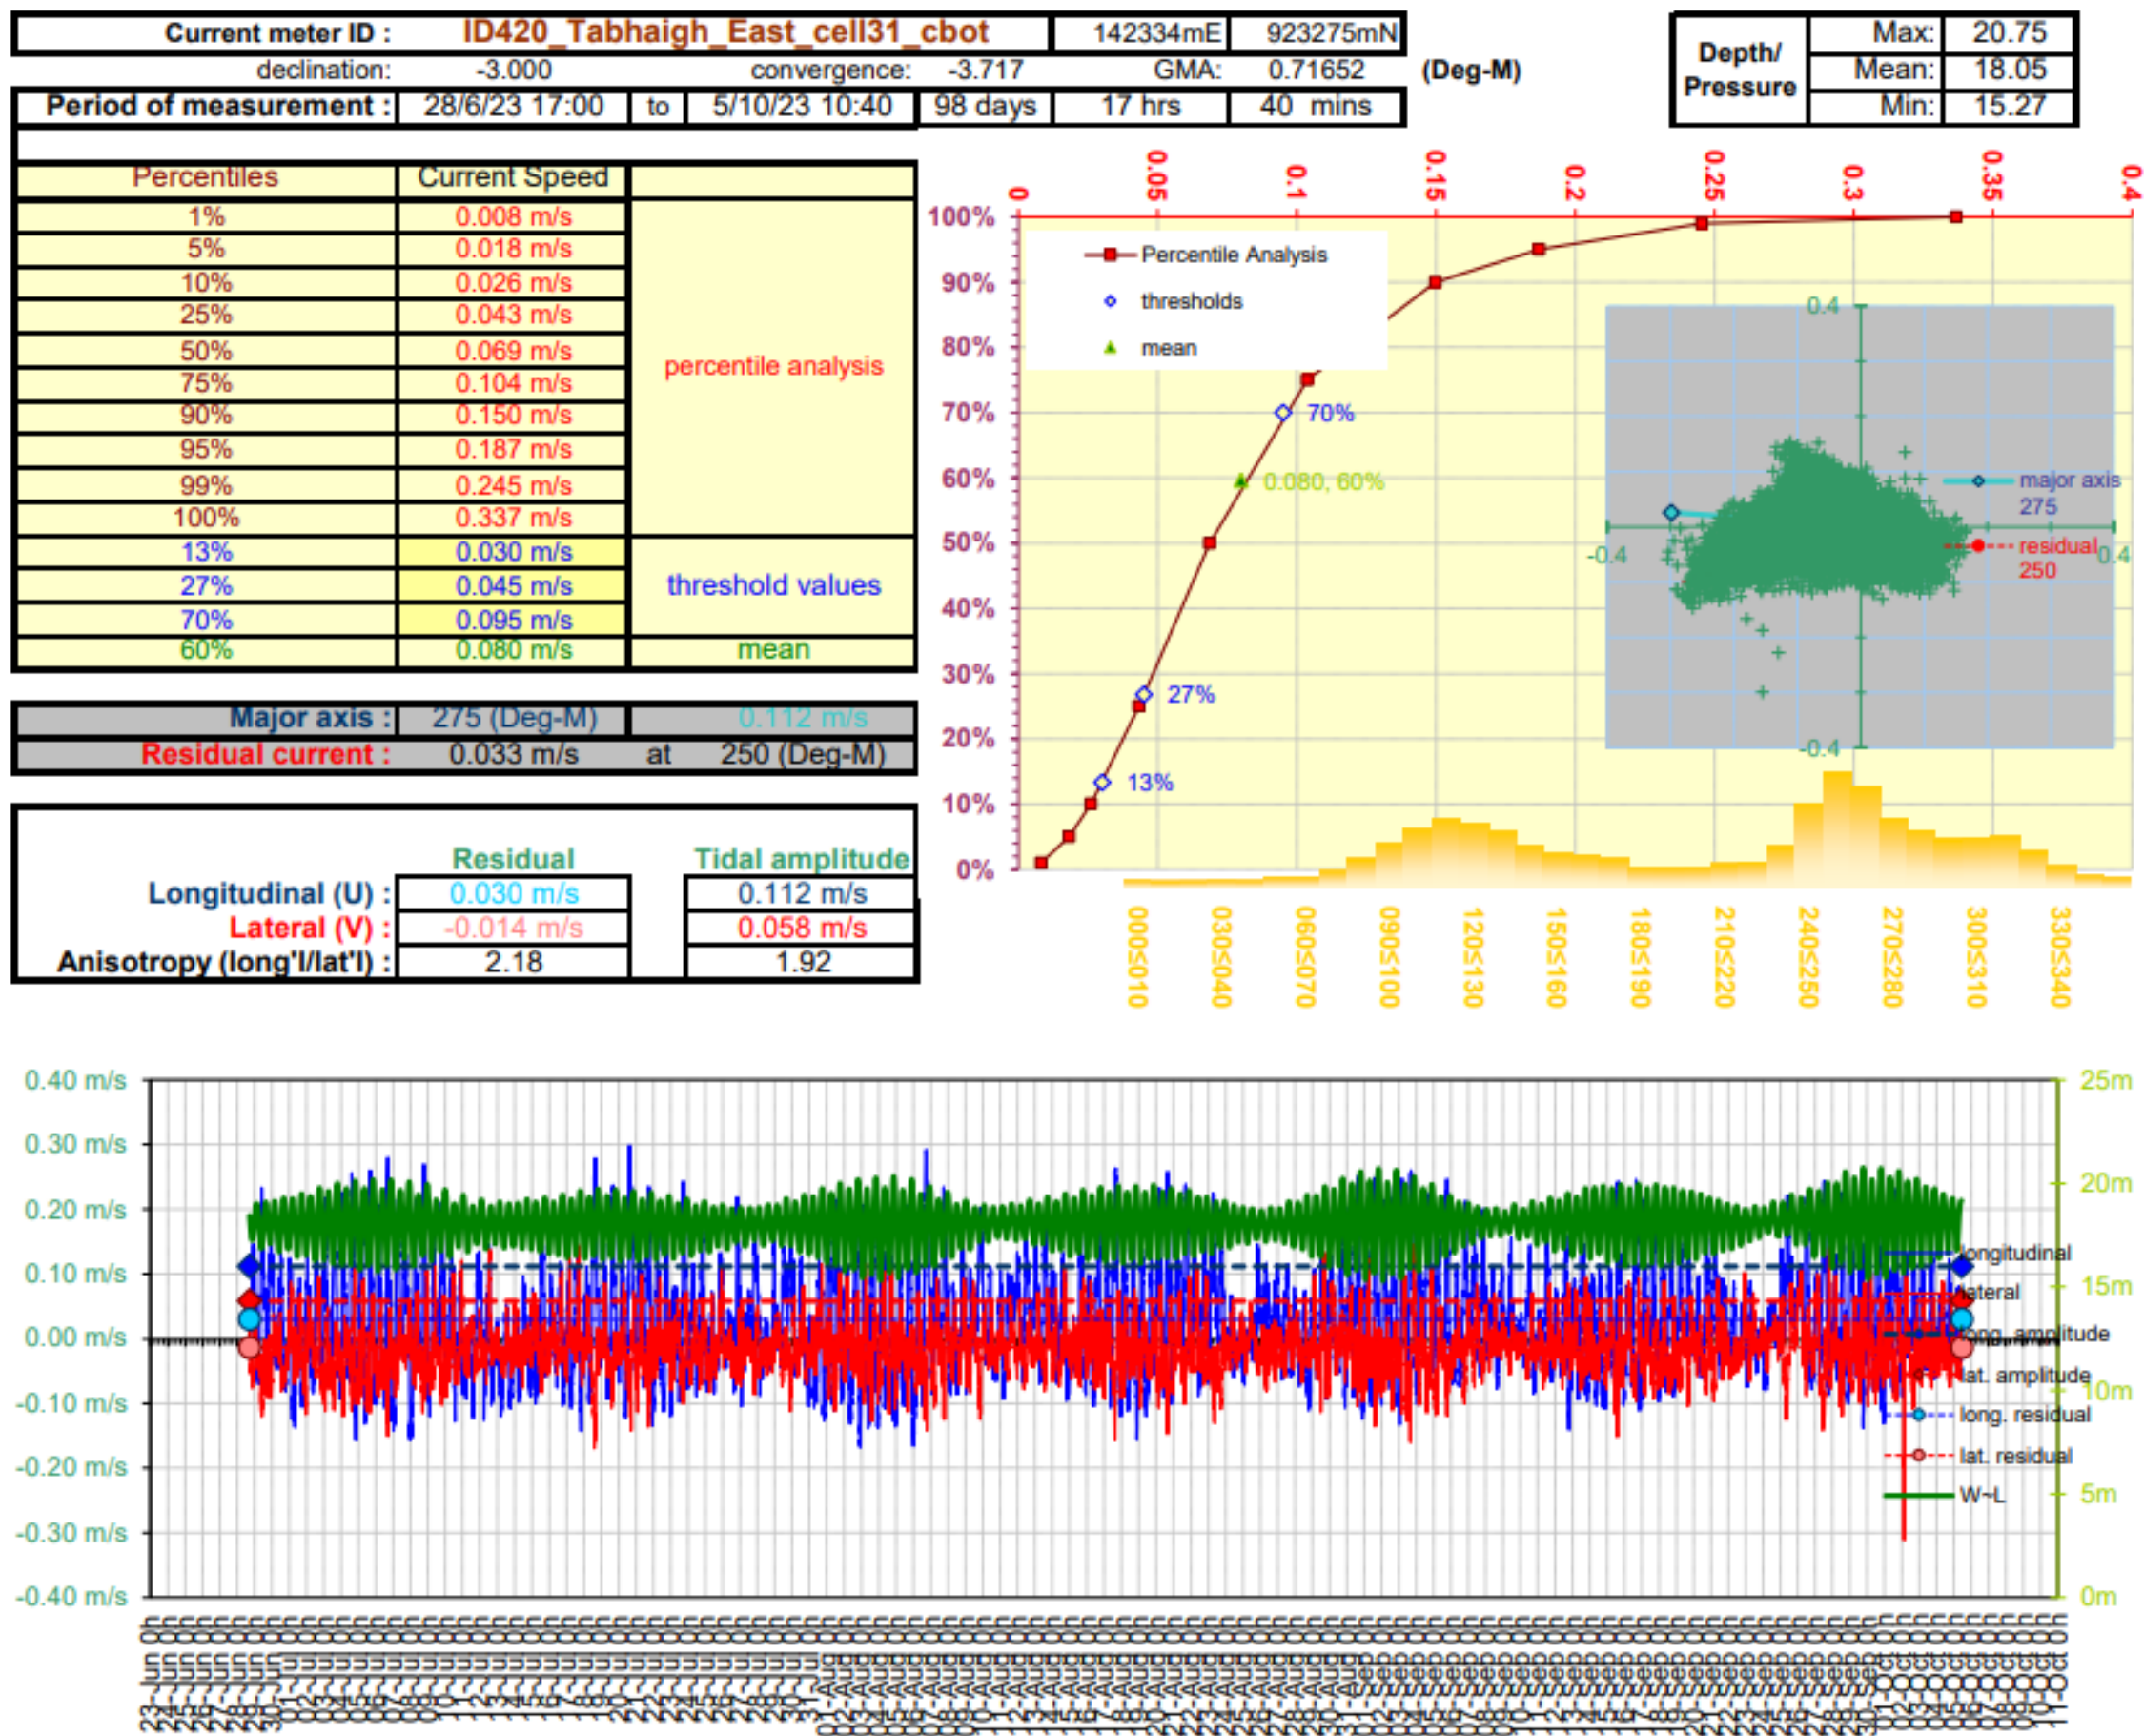 Current meter ID : ID420_Tabhaigh_East_cell31_cbot 142334mE 923275mN
declination: -3.000 convergence: -3.717 GMA: 0.71652 (Deg-M)
Period of measurement : 28/6/23 17:00 to 5/10/23 10:40 98 days 17 hrs 40 mins
Depth/ Pressure
Max: 20.75
Mean: 18.05
Min: 15.27
Percentiles Current Speed
1% 0.008 m/s
5% 0.018 m/s
10% 0.026 m/s
25% 0.043 m/s
50% 0.069 m/s
75% 0.104 m/s
90% 0.150 m/s
95% 0.187 m/s
99% 0.245 m/s
100% 0.337 m/s
percentile analysis
13% 0.030 m/s
27% 0.045 m/s
70% 0.095 m/s
threshold values
60% 0.080 m/s mean
Major axis : 275 (Deg-M) 0.112 m/s
Residual current : 0.033 m/s at 250 (Deg-M)
Residual Tidal amplitude
Longitudinal (U) : 0.030 m/s 0.112 m/s
Lateral (V) : -0.014 m/s 0.058 m/s
Anisotropy (long'l/lat'l) : 2.18 1.92
0 0.05 0.1 0.15 0.2 0.25 0.3 0.35 0.4
100%
90%
80%
70%
60%
50%
40%
30%
20%
10%
0%
Percentile Analysis
thresholds
mean
70%
0.080, 60%
27%
13%
0.4
-0.4
0.4
-0.4
major axis
275
residual
250
000≤010
030≤040
060≤070
090≤100
120≤130
150≤160
180≤190
210≤220
240≤250
270≤280
300≤310
330≤340
0.40 m/s
0.30 m/s
0.20 m/s
0.10 m/s
0.00 m/s
-0.10 m/s
-0.20 m/s
-0.30 m/s
-0.40 m/s
25m
20m
15m
10m
5m
0m
longitudinal
lateral
long. amplitude
lat. amplitude
long. residual
lat. residual
W~L